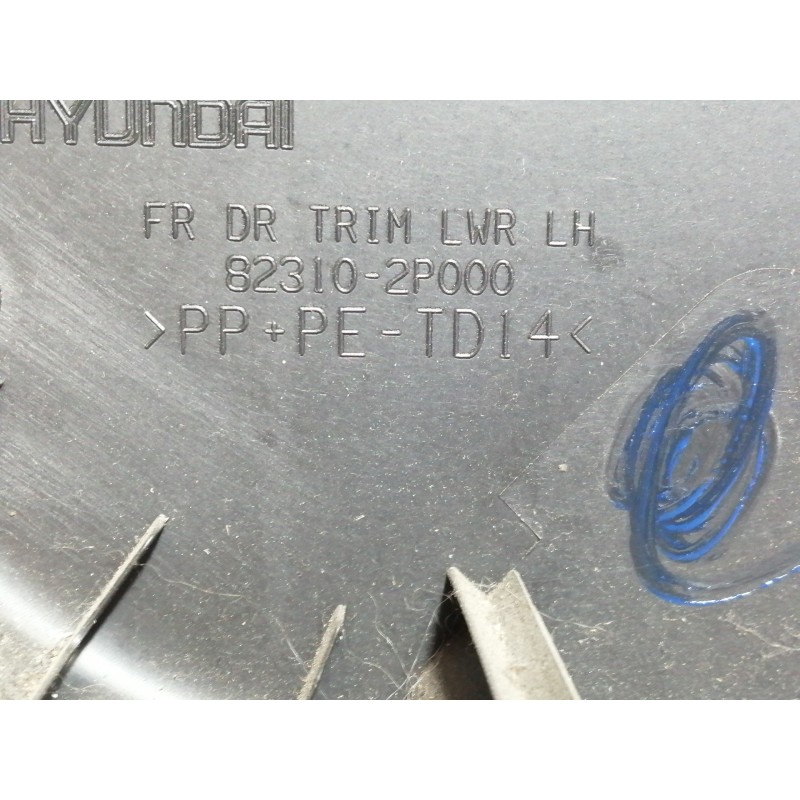 HYUNDAI
FR DR TRIM LWR LH
82310-2P000
>PP+PE-TD14<